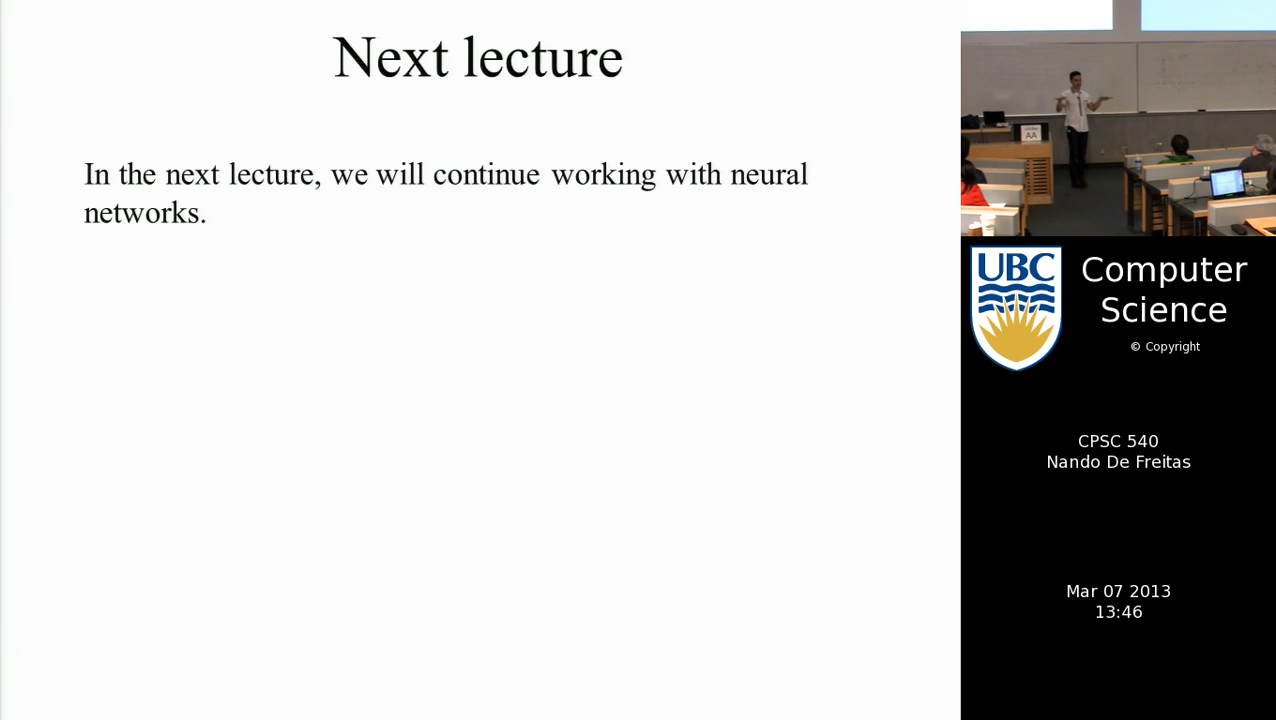 Next lecture
In the next lecture, we will continue working with neural
networks.
AA
UBC
Computer
Science
© Copyright
CPSC 540
Nando De Freitas
Mar 07 2013
13:46